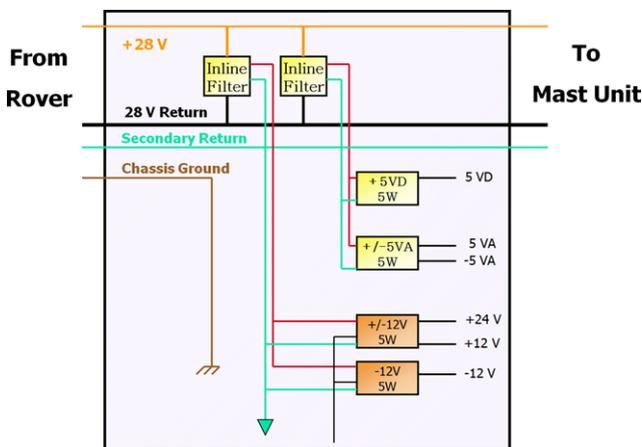 From
Rover
+28 V
Inline
Filter
Inline
Filter
To
Mast Unit
28 V Return
Secondary Return
Chassis Ground
+5VD
5W
5 VD
+/-5VA
5W
5 VA
-5 VA
+/-12V
5W
+24 V
+12 V
-12V
5W
-12 V